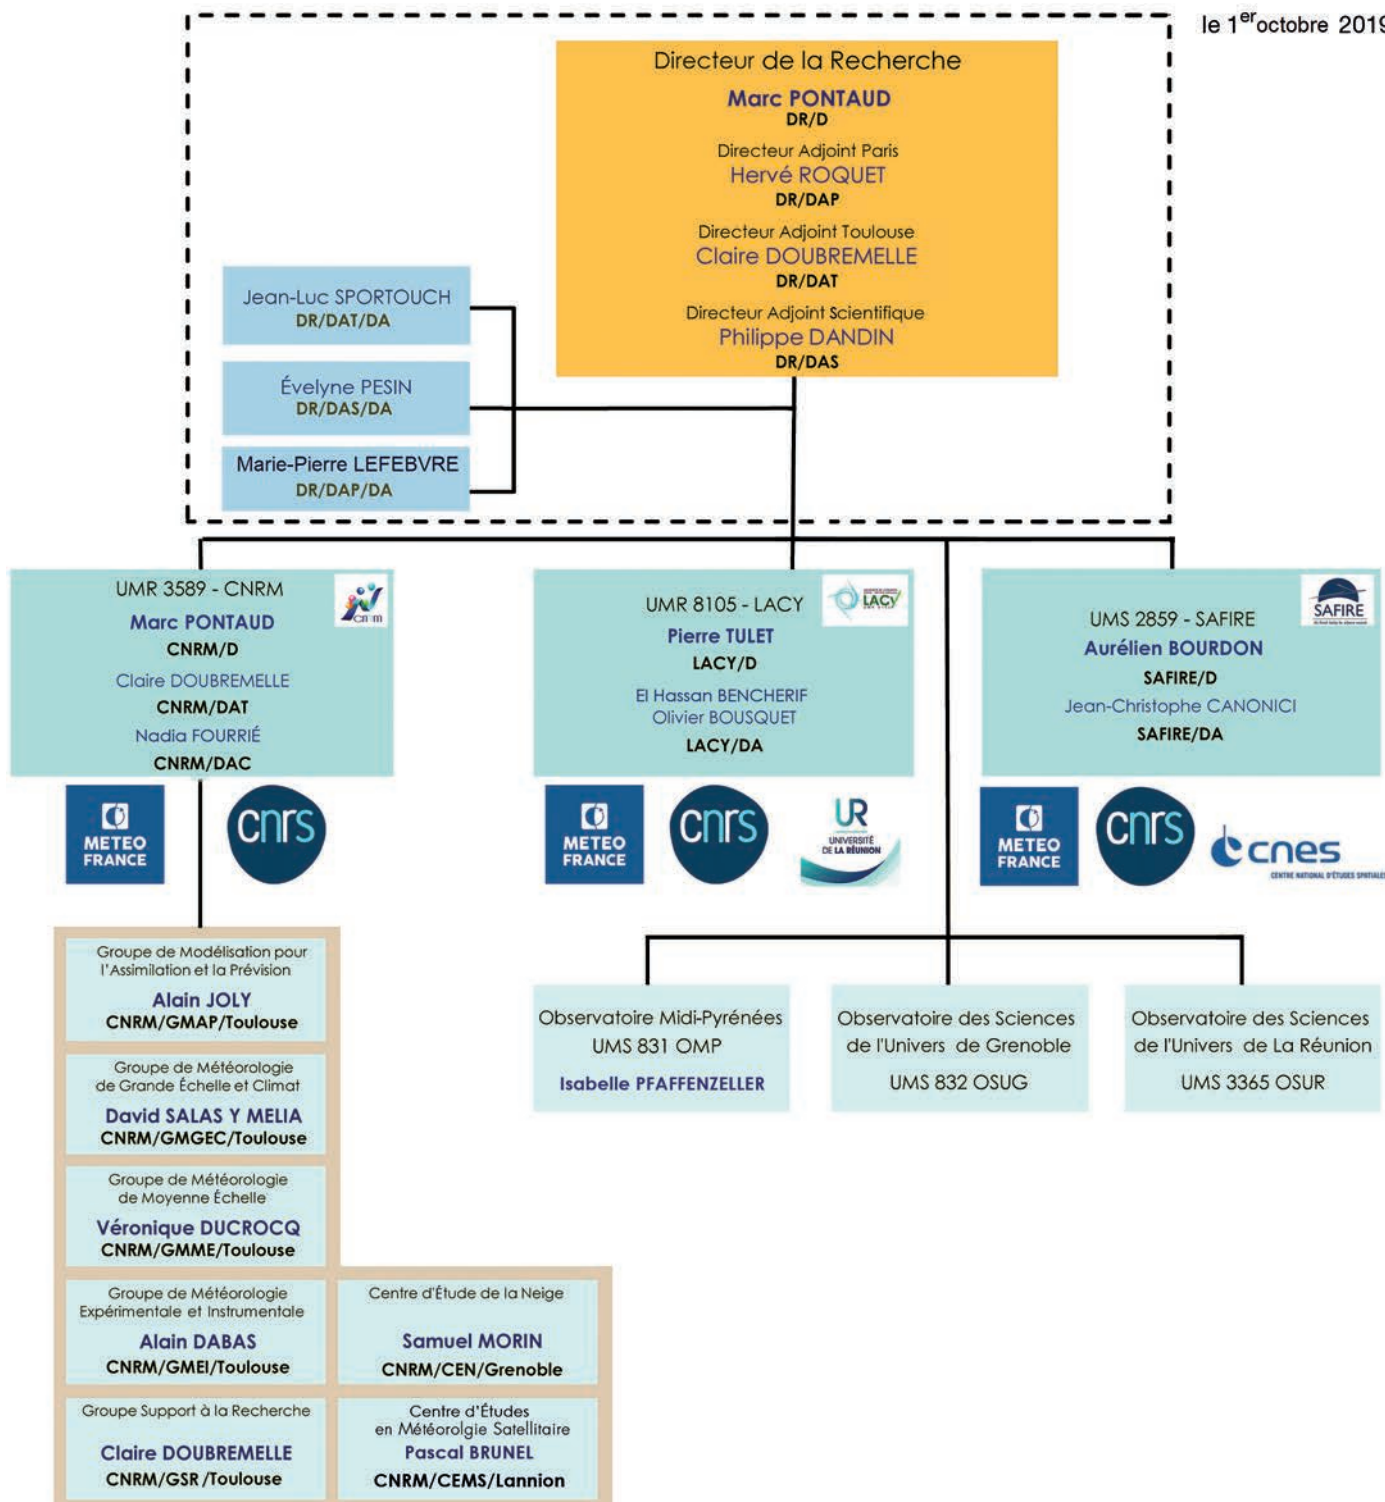 le 1er octobre 2019
Directeur de la Recherche
Marc PONTAUD
DR/D
Directeur Adjoint Paris
Hervé ROQUET
DR/DAP
Directeur Adjoint Toulouse
Claire DOUBREMELLE
DR/DAT
Directeur Adjoint Scientifique
Philippe DANDIN
DR/DAS
Jean-Luc SPORTOUCH
DR/DAT/DA
Évelyne PESIN
DR/DAS/DA
Marie-Pierre LEFEBVRE
DR/DAP/DA
UMR 3589 - CNRM
Marc PONTAUD
CNRM/D
Claire DOUBREMELLE
CNRM/DAT
Nadia FOURRIÉ
CNRM/DAC
cnrm
METEO
FRANCE
cnrs
UMR 8105 - LACY
Pierre TULET
LACY/D
El Hassan BENCHERIF
Olivier BOUSQUET
LACY/DA
LACy
METEO
FRANCE
cnrs
UR
UNIVERSITÉ
DE LA RÉUNION
UMS 2859 - SAFIRE
Aurélien BOURDON
SAFIRE/D
Jean-Christophe CANONICI
SAFIRE/DA
SAFIRE
METEO
FRANCE
cnrs
cnes
CENTRE NATIONAL D'ÉTUDES SPATIALES
Groupe de Modélisation pour
l'Assimilation et la Prévision
Alain JOLY
CNRM/GMAP/Toulouse
Groupe de Météorologie
de Grande Échelle et Climat
David SALAS Y MELIA
CNRM/GMGEC/Toulouse
Groupe de Météorologie
de Moyenne Échelle
Véronique DUCROCQ
CNRM/GMME/Toulouse
Groupe de Météorologie
Expérimentale et Instrumentale
Alain DABAS
CNRM/GMEI/Toulouse
Groupe Support à la Recherche
Claire DOUBREMELLE
CNRM/GSR/Toulouse
Centre d'Étude de la Neige
Samuel MORIN
CNRM/CEN/Grenoble
Centre d'Études
en Météorolgie Satellitaire
Pascal BRUNEL
CNRM/CEMS/Lannion
Observatoire Midi-Pyrénées
UMS 831 OMP
Isabelle PFAFFENZELLER
Observatoire des Sciences
de l'Univers de Grenoble
UMS 832 OSUG
Observatoire des Sciences
de l'Univers de La Réunion
UMS 3365 OSUR